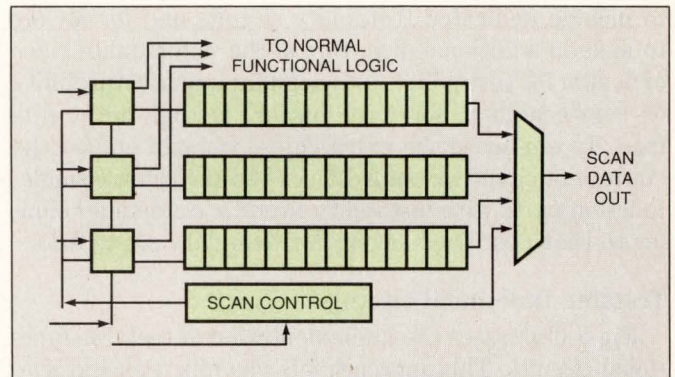 TO NORMAL
FUNCTIONAL LOGIC
SCAN
DATA
OUT
SCAN CONTROL